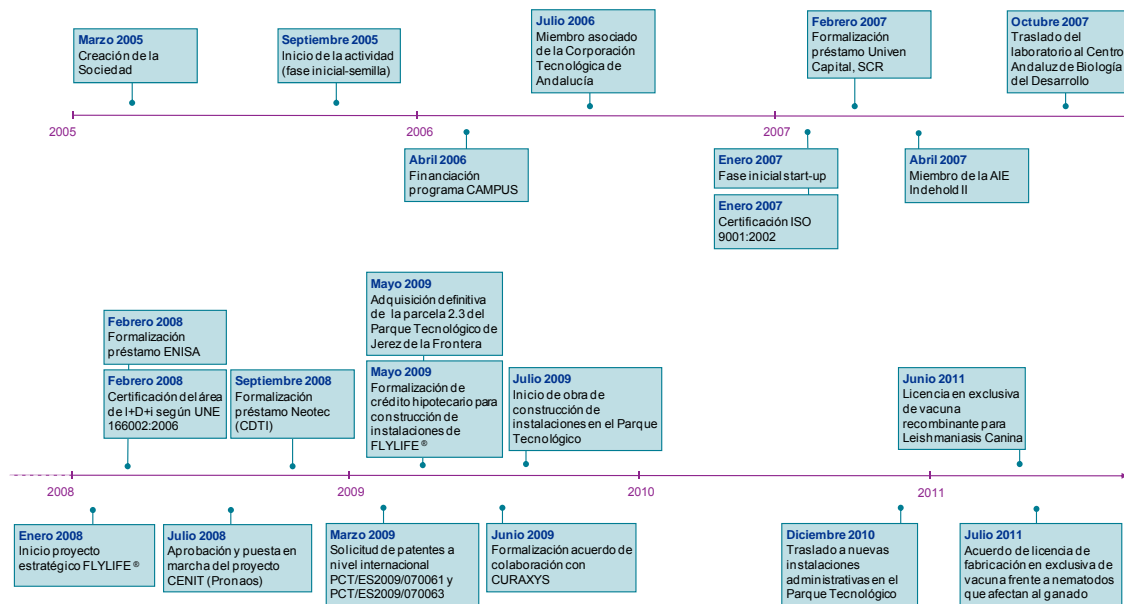 Marzo 2005
Creación de la
Sociedad
Septiembre 2005
Inicio de la actividad
(fase inicial-semilla)
Julio 2006
Miembro asociado
de la Corporación
Tecnológica de
Andalucía
Febrero 2007
Formalización
préstamo Univen
Capital, SCR
Octubre 2007
Traslado del
laboratorio al Centro
Andaluz de Biología
del Desarrollo
2005
2006
2007
Abril 2006
Financiación
programa CAMPUS
Enero 2007
Fase inicial start-up
Enero 2007
Certificación ISO
9001:2002
Abril 2007
Miembro de la AIE
Indehold II
Febrero 2008
Formalización
préstamo ENISA
Febrero 2008
Certificación del área
de I+D+i según UNE
166002:2006
Septiembre 2008
Formalización
préstamo Neotec
(CDTI)
Mayo 2009
Adquisición definitiva
de la parcela 2.3 del
Parque Tecnológico de
Jerez de la Frontera
Mayo 2009
Formalización de
crédito hipotecario para
construcción de
instalaciones de
FLYLIFE ®
Julio 2009
Inicio de obra de
construcción de
instalaciones en el Parque
Tecnológico
Junio 2011
Licencia en exclusiva
de vacuna
recombinante para
Leishmaniasis Canina
2008
2009
2010
2011
Enero 2008
Inicio proyecto
estratégico FLYLIFE ®
Julio 2008
Aprobación y puesta en
marcha del proyecto
CENIT (Pronaos)
Marzo 2009
Solicitud de patentes a
nivel internacional
PCT/ES2009/070061 y
PCT/ES2009/070063
Junio 2009
Formalización acuerdo de
colaboración con
CURAXYS
Diciembre 2010
Traslado a nuevas
instalaciones
administrativas en el
Parque Tecnológico
Julio 2011
Acuerdo de licencia de
fabricación en exclusiva de
vacuna frente a nematodos
que afectan al ganado